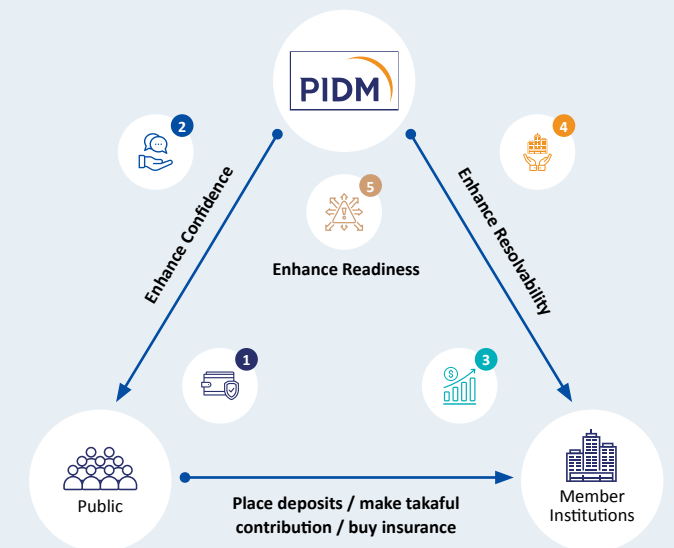 PIDM
2
4
Enhance Confidence
5
Enhance Resolvability
Enhance Readiness
1
3
$
Public
Place deposits / make takaful
contribution / buy insurance
Member
Institutions